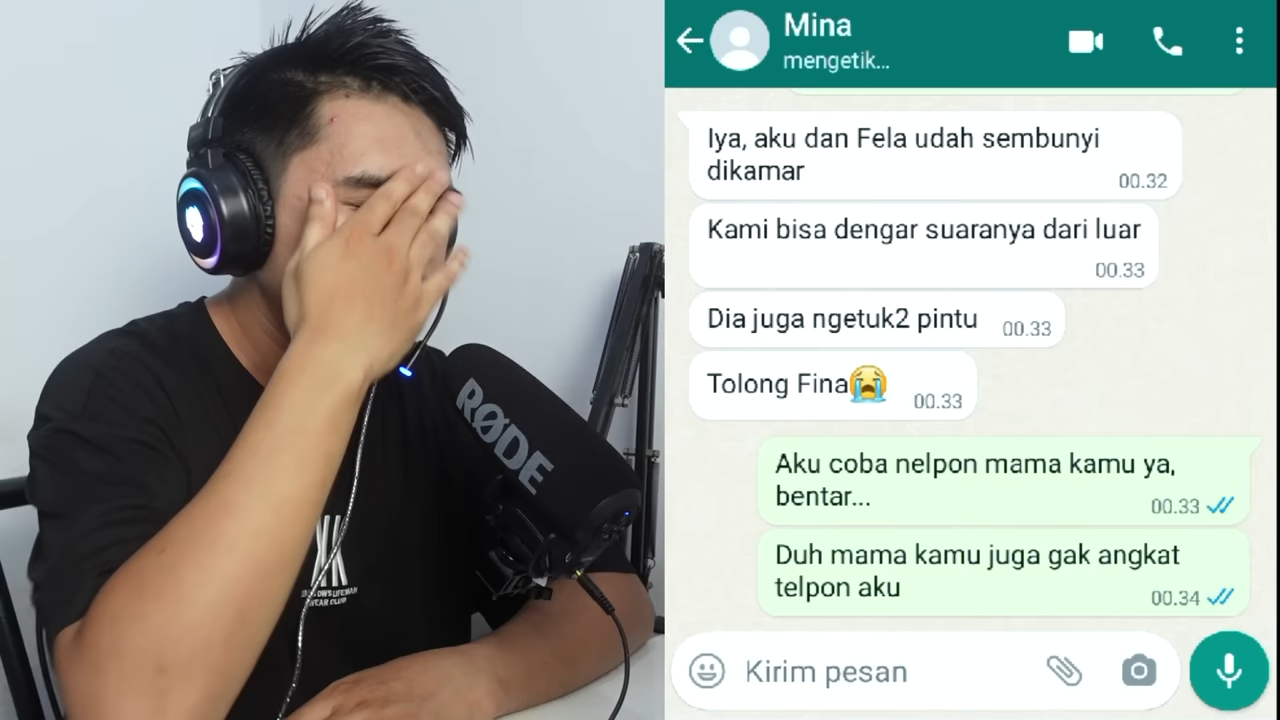 Mina
mengetik...
Iya, aku dan Fela udah sembunyi
dikamar
00.32
Kami bisa dengar suaranya dari luar
00.33
Dia juga ngetuk2 pintu 00.33
Tolong Fina😭 00.33
Aku coba nelpon mama kamu ya,
bentar...
00.33
Duh mama kamu juga gak angkat
telpon aku
00.34
Kirim pesan
RØDE
WEAR CLUB